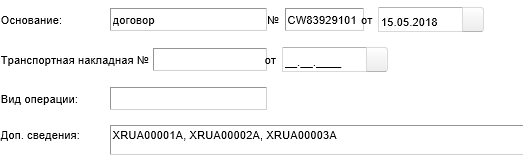 Основание: договор № CW83929101 от 15.05.2018
Транспортная накладная № от __.__.____
Вид операции:
Доп. сведения: XRUA00001A, XRUA00002A, XRUA00003A